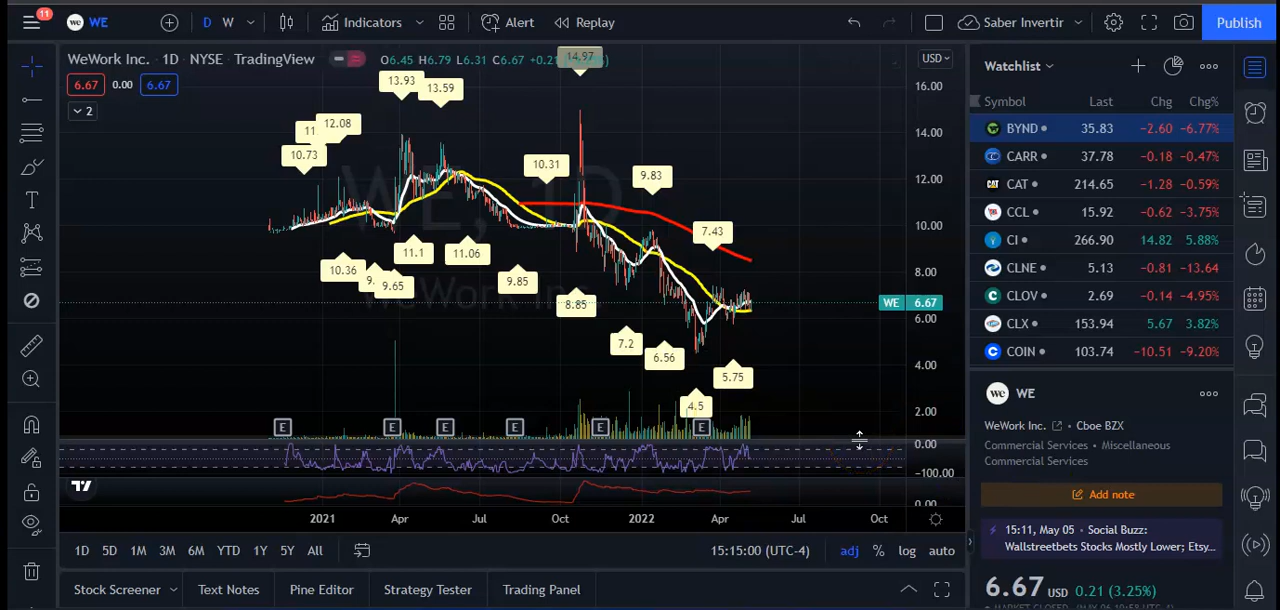 11
WE
D W
Indicators
Alert
Replay
Saber Invertir
Publish
WeWork Inc. 1D NYSE TradingView
O6.45 H6.79 L6.31 C6.67
6.67 0.00 6.67
2
USD
16.00
14.00
12.00
10.00
8.00
6.00
4.00
2.00
0.00
−100.00
0.00
WE 6.67
14.97
13.93
13.59
12.08
10.73
10.31
9.83
7.43
11.1
11.06
10.36
9.65
9.85
8.85
7.2
6.56
5.75
4.5
WE, 1D
WeWork Inc
E E E E E E
2021 Apr Jul Oct 2022 Apr Jul Oct
1D 5D 1M 3M 6M YTD 1Y 5Y All
15:15:00 (UTC-4)
adj % log auto
Stock Screener Text Notes Pine Editor Strategy Tester Trading Panel
Watchlist
Symbol Last Chg Chg%
BYND 35.83 −2.60 −6.77%
CARR 37.78 −0.18 −0.47%
CAT 214.65 −1.28 −0.59%
CCL 15.92 −0.62 −3.75%
CI 266.90 14.82 5.88%
CLNE 5.13 −0.81 −13.64
CLOV 2.69 −0.14 −4.95%
CLX 153.94 5.67 3.82%
COIN 103.74 −10.51 −9.20%
we WE
WeWork Inc. • Cboe BZX
Commercial Services • Miscellaneous
Commercial Services
Add note
15:11, May 05 • Social Buzz:
Wallstreetbets Stocks Mostly Lower; Etsy...
6.67 USD 0.21 (3.25%)